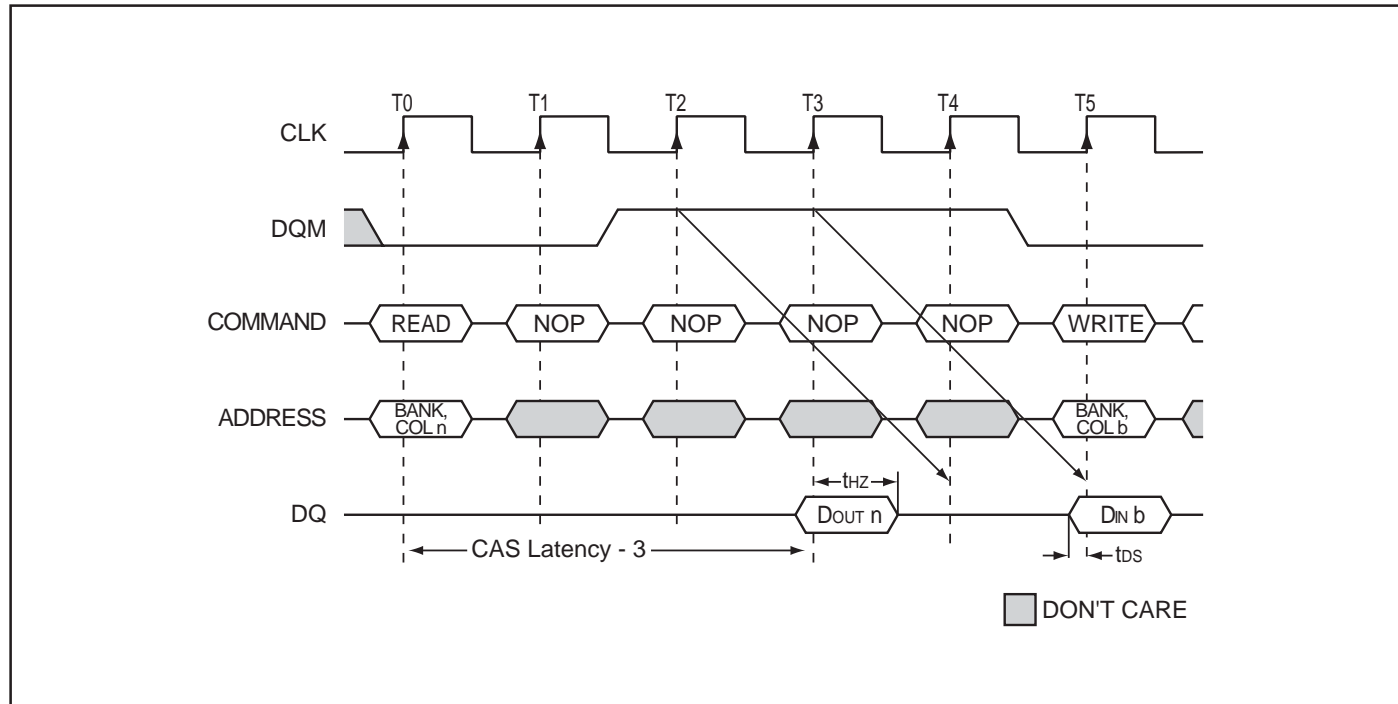 T0 T1 T2 T3 T4 T5
CLK
DQM
COMMAND READ NOP NOP NOP NOP WRITE
ADDRESS BANK, COL n BANK, COL b
tHZ
DQ DOUT n DIN b
CAS Latency - 3 tDS
DON'T CARE